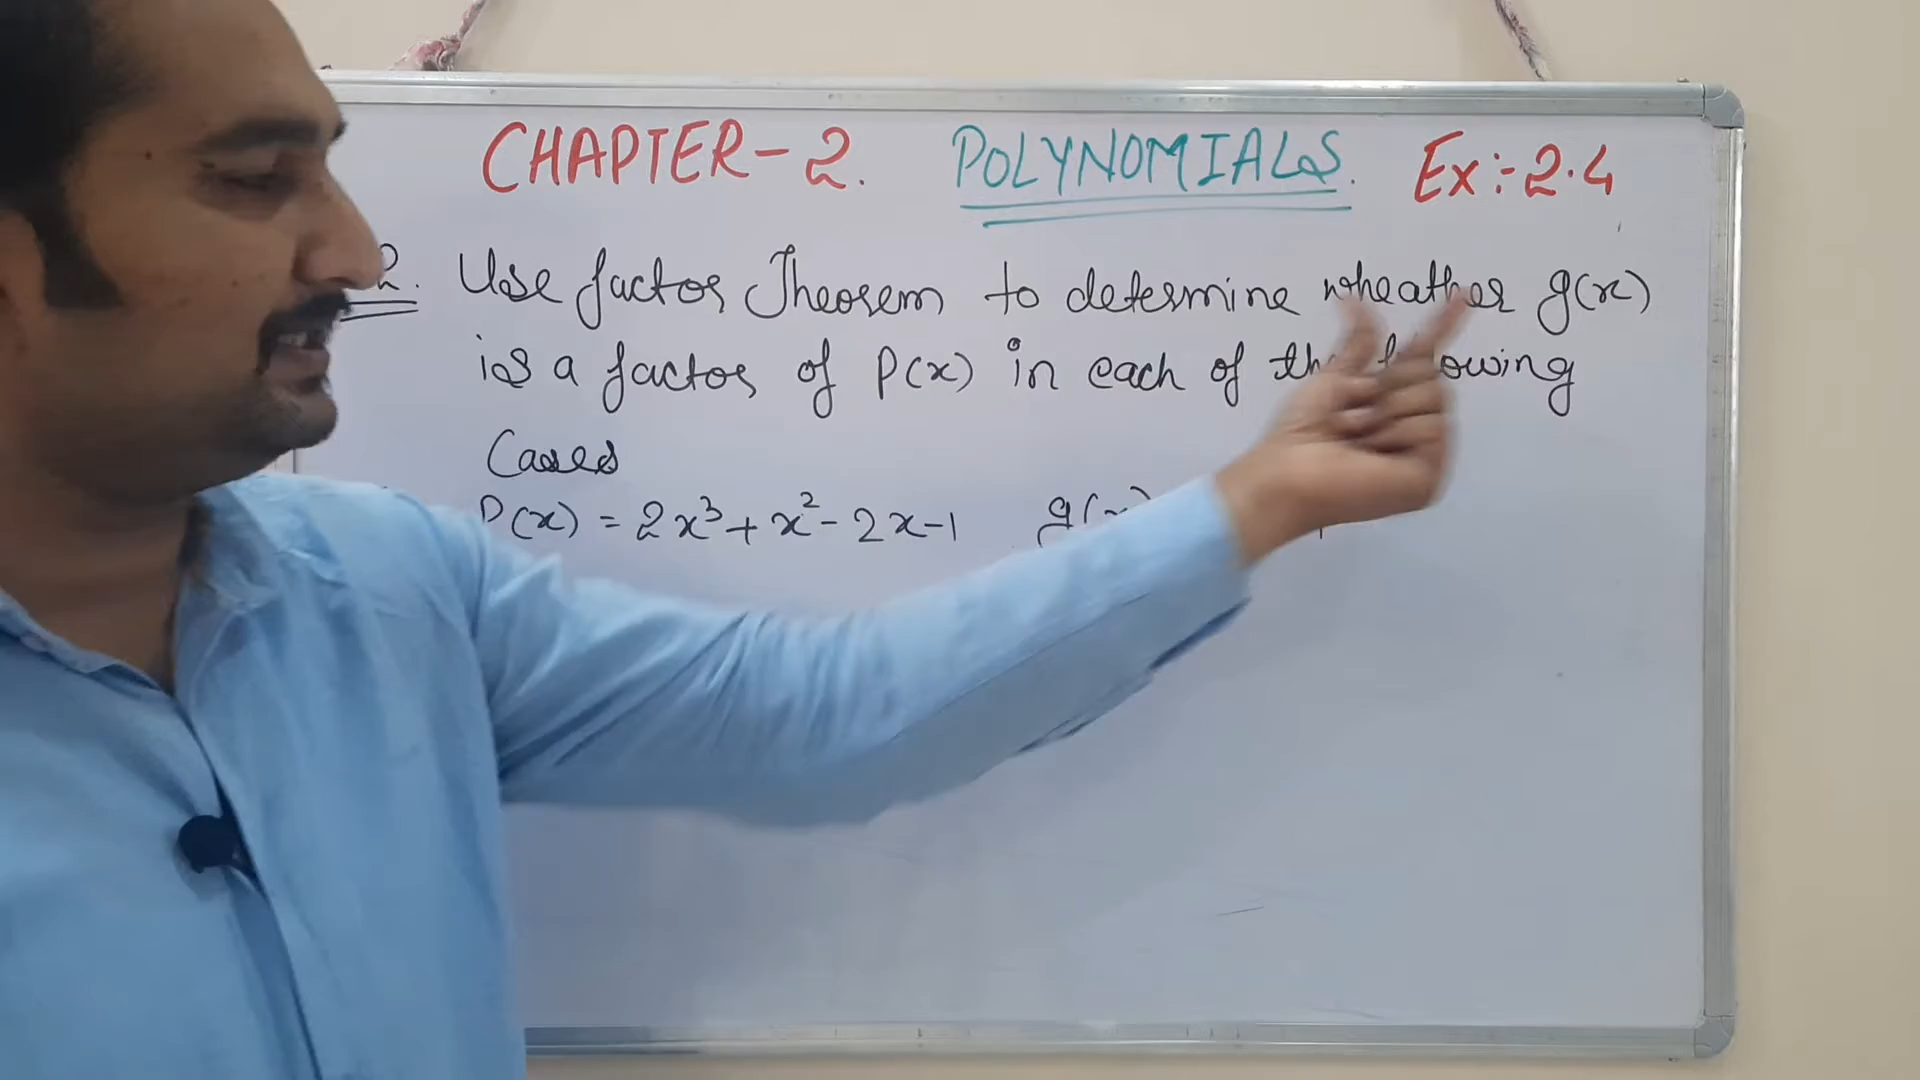 CHAPTER-2. POLYNOMIALS. Ex:-2.4
2. Use factor Theorem to determine wheather g(x)
is a factor of P(x) in each of the following
Cases
P(x) = 2x³+x²-2x-1 g(x)